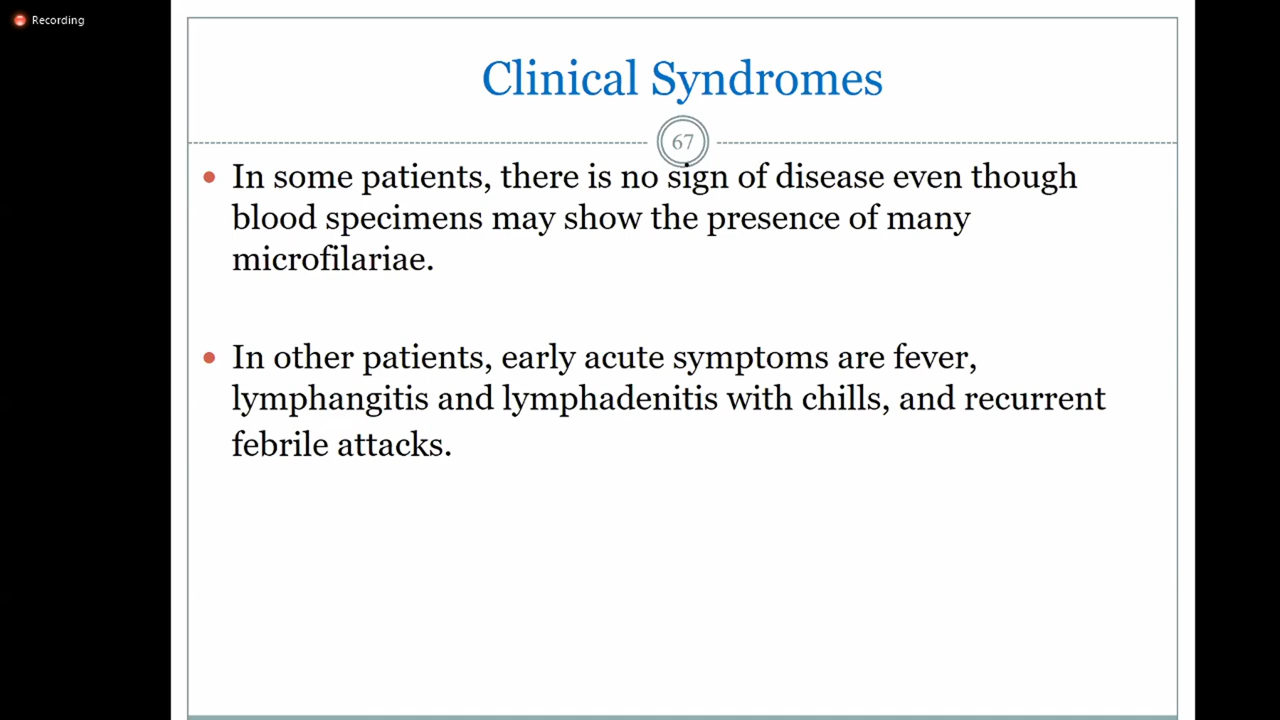 Recording
Clinical Syndromes
67
• In some patients, there is no sign of disease even though
blood specimens may show the presence of many
microfilariae.
• In other patients, early acute symptoms are fever,
lymphangitis and lymphadenitis with chills, and recurrent
febrile attacks.